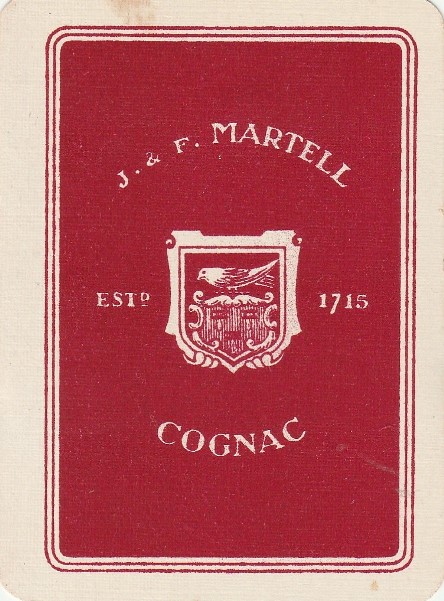 J. & F. MARTELL
ESTD 1715
COGNAC